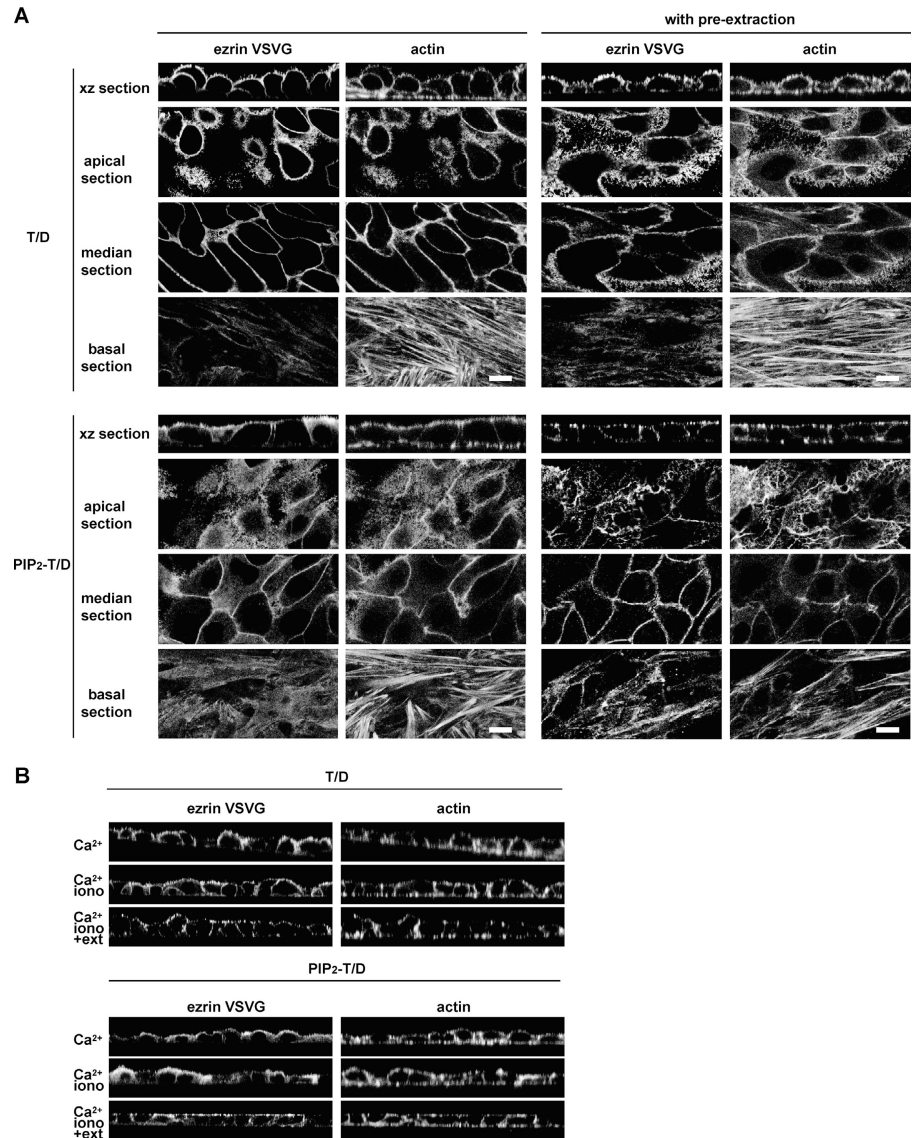 A
with pre-extraction
ezrin VSVG actin ezrin VSVG actin
xz section
apical
section
T/D
median
section
basal
section
xz section
apical
section
PIP₂-T/D
median
section
basal
section
B
T/D
ezrin VSVG actin
Ca²⁺
Ca²⁺
iono
Ca²⁺
iono
+ext
PIP₂-T/D
ezrin VSVG actin
Ca²⁺
Ca²⁺
iono
Ca²⁺
iono
+ext